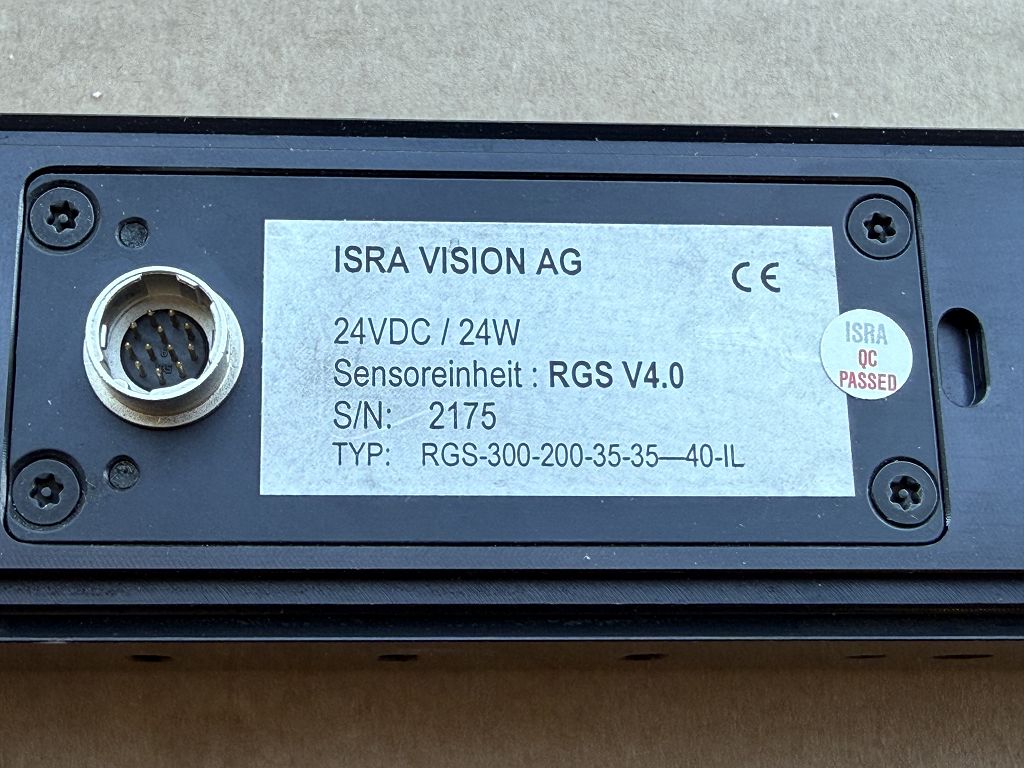 ISRA VISION AG
CE
24VDC / 24W
Sensoreinheit : RGS V4.0
S/N: 2175
TYP: RGS-300-200-35-35—40-IL
ISRA
QC
PASSED